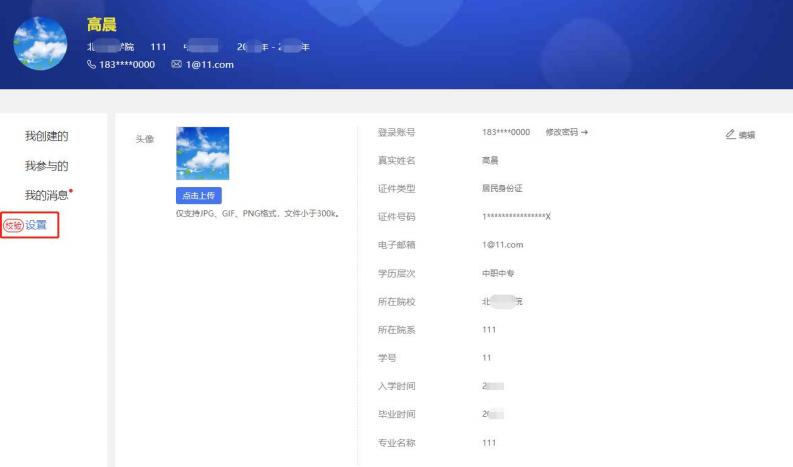 高晨
北 学院 111 20 年 - 2 年
183****0000 1@11.com
我创建的
我参与的
我的消息
校验 设置
头像
点击上传
仅支持JPG、GIF、PNG格式，文件小于300k。
登录账号 183****0000 修改密码 →
编辑
真实姓名 高晨
证件类型 居民身份证
证件号码 1***************X
电子邮箱 1@11.com
学历层次 中职中专
所在院校 北 院
所在院系 111
学号 11
入学时间 2
毕业时间 20
专业名称 111